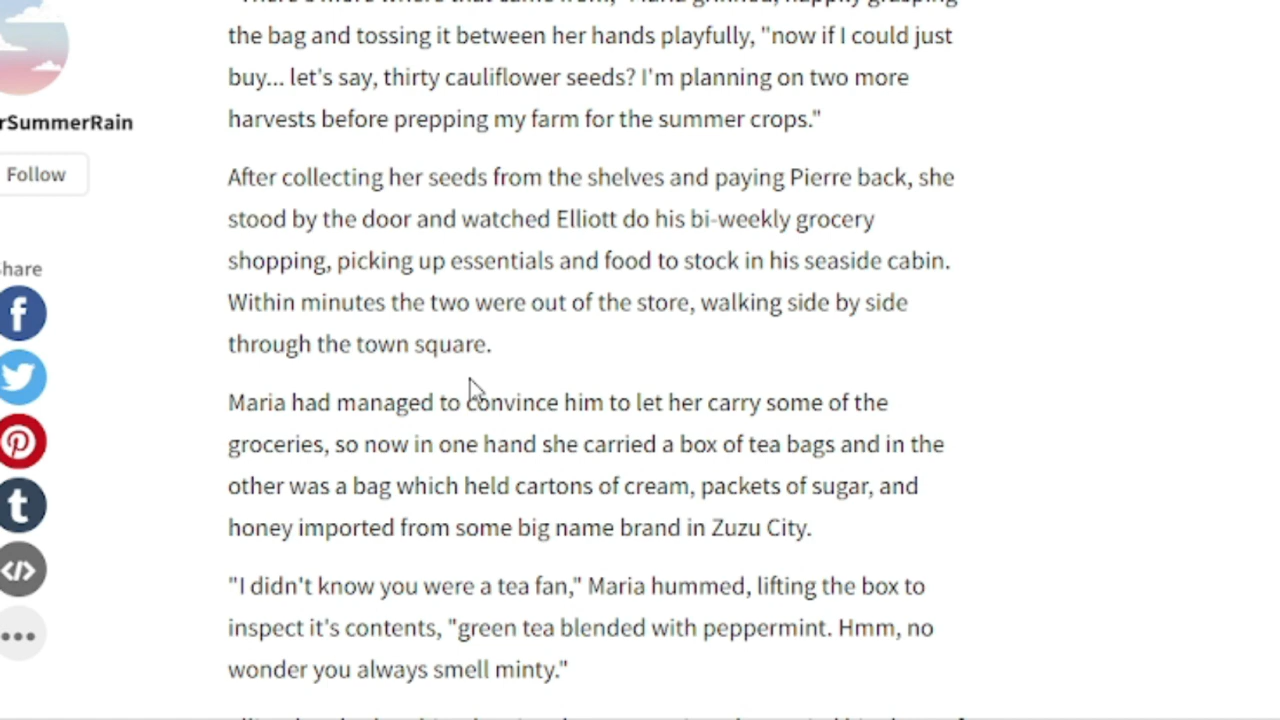 the bag and tossing it between her hands playfully, "now if I could just
buy... let's say, thirty cauliflower seeds? I'm planning on two more
harvests before prepping my farm for the summer crops."
rSummerRain
Follow
After collecting her seeds from the shelves and paying Pierre back, she
stood by the door and watched Elliott do his bi-weekly grocery
shopping, picking up essentials and food to stock in his seaside cabin.
Within minutes the two were out of the store, walking side by side
through the town square.
Share
Maria had managed to convince him to let her carry some of the
groceries, so now in one hand she carried a box of tea bags and in the
other was a bag which held cartons of cream, packets of sugar, and
honey imported from some big name brand in Zuzu City.
"I didn't know you were a tea fan," Maria hummed, lifting the box to
inspect it's contents, "green tea blended with peppermint. Hmm, no
wonder you always smell minty."